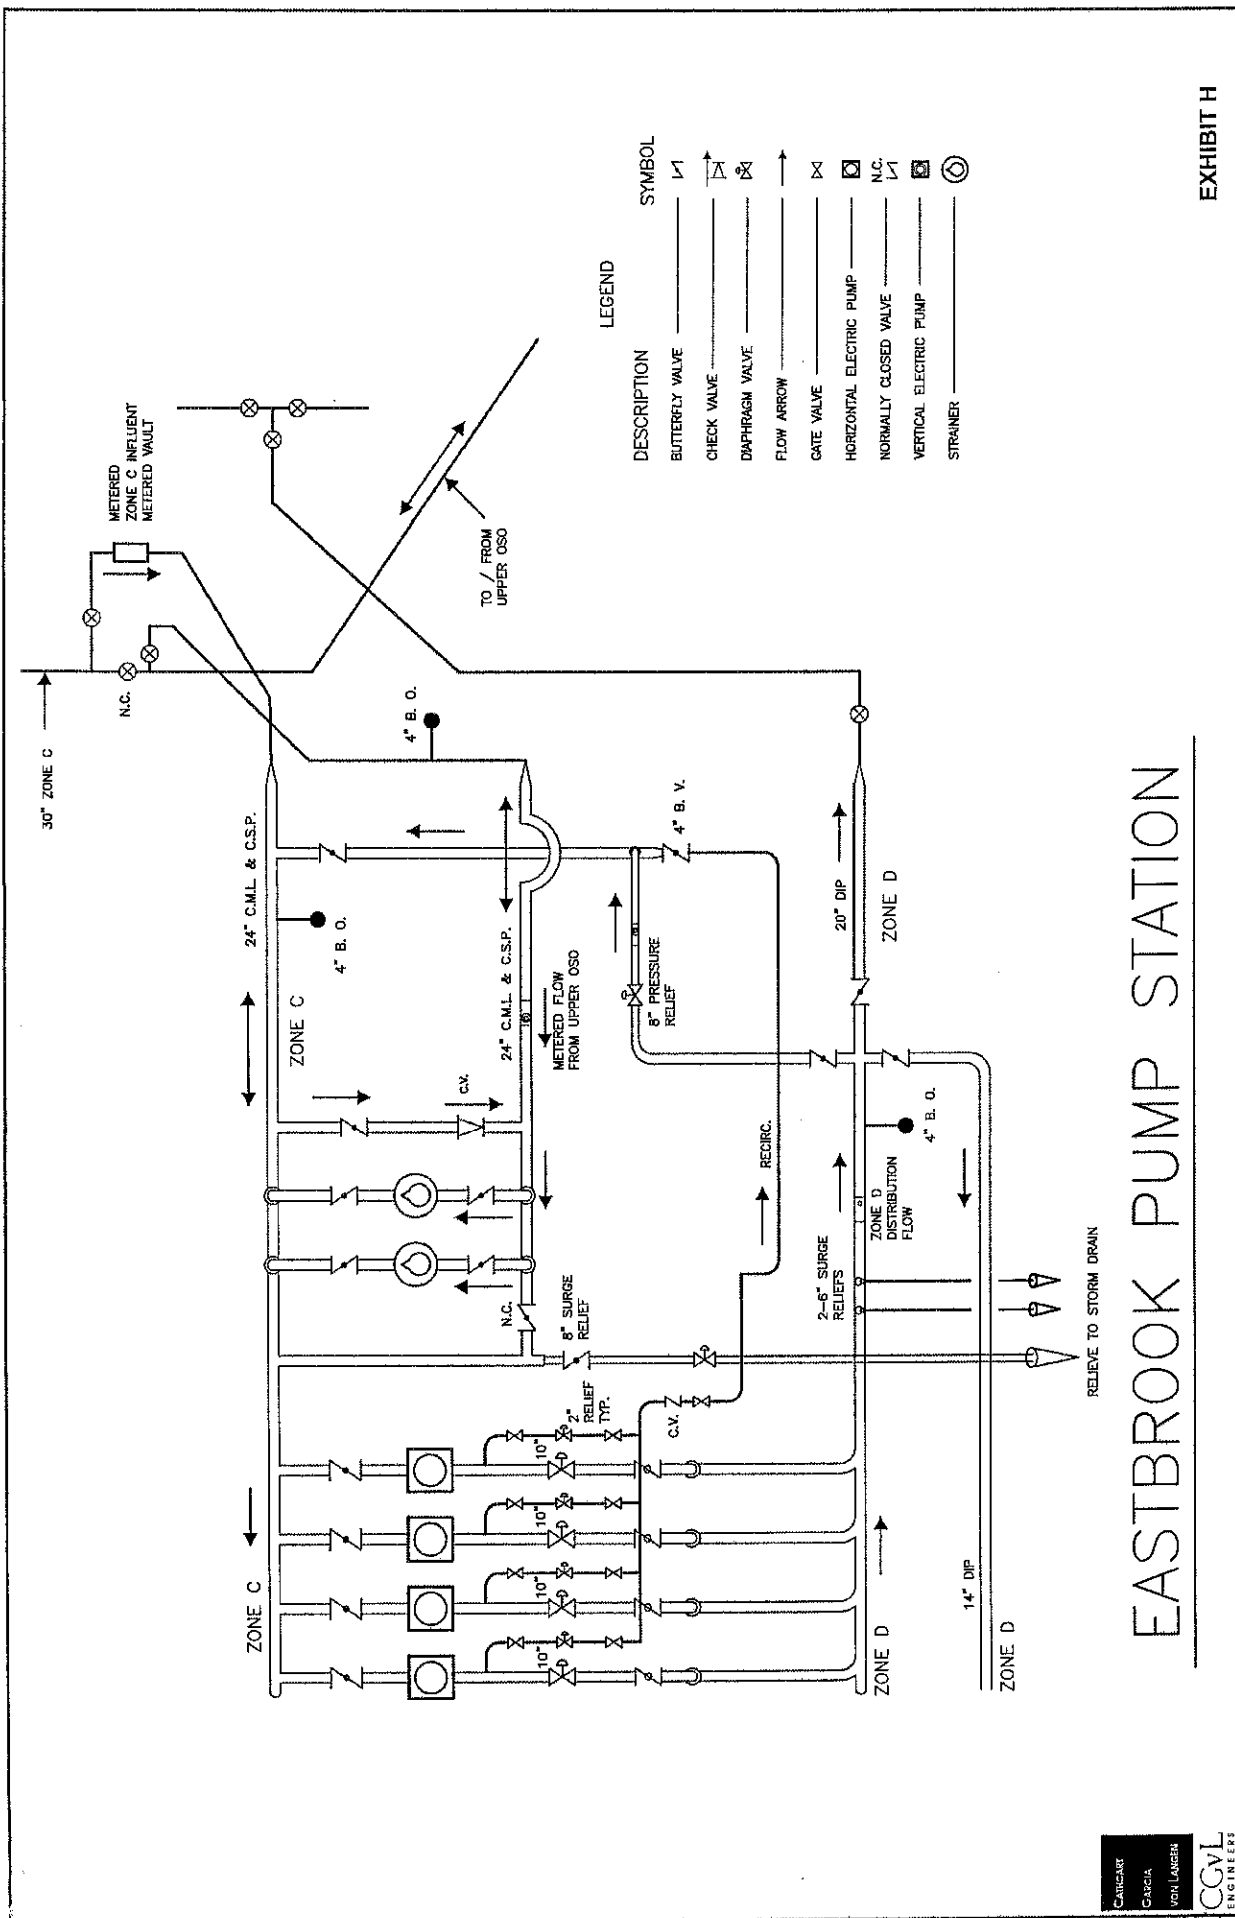 30" ZONE C
N.C.
METERED
ZONE C INFLUENT
METERED VAULT
TO / FROM
UPPER OSO
24" C.M.L. & C.S.P.
4" B. O.
4" B. O.
ZONE C
C.V.
24" C.M.L. & C.S.P.
METERED FLOW
FROM UPPER OSO
8" PRESSURE
RELIEF
4" B. V.
N.C.
8" SURGE
RELIEF
ZONE C
2"
RELIEF
TYP.
10"
10"
10"
10"
C.V.
RECIRC.
2-6" SURGE
RELIEFS
ZONE D
DISTRIBUTION
FLOW
4" B. O.
20" DIP
ZONE D
ZONE D
14" DIP
ZONE D
RELIEVE TO STORM DRAIN
LEGEND
DESCRIPTION SYMBOL
BUTTERFLY VALVE
CHECK VALVE
DIAPHRAGM VALVE
FLOW ARROW
GATE VALVE
HORIZONTAL ELECTRIC PUMP
NORMALLY CLOSED VALVE N.C.
VERTICAL ELECTRIC PUMP
STRAINER
EASTBROOK PUMP STATION
EXHIBIT H
CATHCART
GARCIA
VON LANGEN
CGvL
ENGINEERS